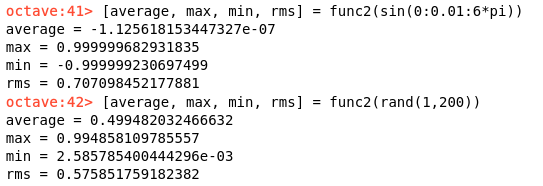 octave:41> [average, max, min, rms] = func2(sin(0:0.01:6*pi))
average = -1.125618153447327e-07
max = 0.999999682931835
min = -0.999999230697499
rms = 0.707098452177881
octave:42> [average, max, min, rms] = func2(rand(1,200))
average = 0.499482032466632
max = 0.994858109785557
min = 2.585785400444296e-03
rms = 0.575851759182382